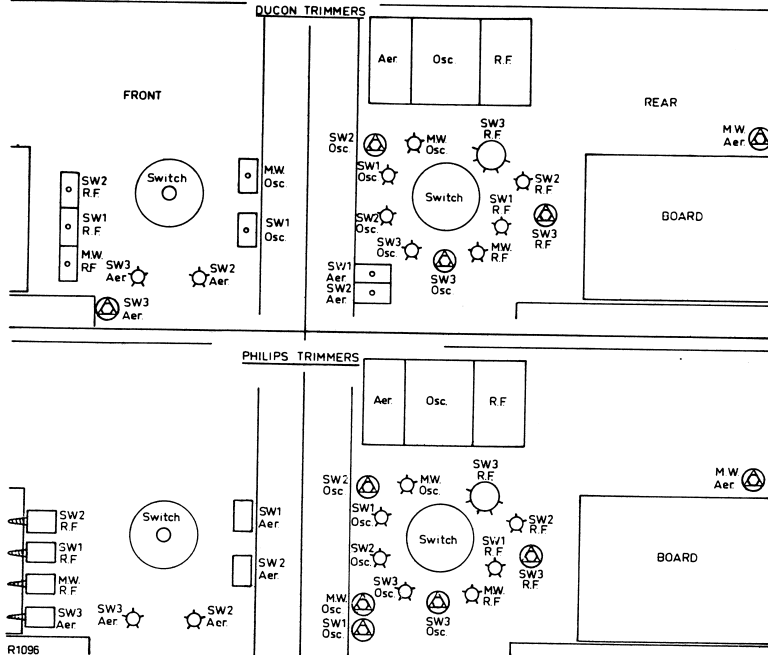 DUCON TRIMMERS
Aer.
Osc
R.F.
FRONT
REAR
SW2
Osc.
M.W.
Osc.
SW3
R.F.
M.W.
Aer.
SW2
R.F.
Switch
M.W.
Osc.
SW1
Osc
Switch
SW2
R.F.
SW1
R.F.
SW1
R.F.
BOARD
SW1
Osc.
SW2
Osc.
SW3
R.F.
M.W.
RF
SW3
Aer.
SW2
Aer.
SW3
Osc.
M.W.
R.F.
SW1
Aer.
SW3
Osc.
SW2
Aer.
SW3
Aer.
PHILIPS TRIMMERS
Aer.
Osc.
R.F
SW2
Osc
M.W.
Osc.
SW3
R.F.
M.W.
Aer.
SW2
R.F
Switch
SW1
Aer.
SW1
Osc.
Switch
SW2
R.F.
SW1
R.F
SW1
R.F
BOARD
SW2
Aer.
SW2
Osc.
SW3
R.F
M.W.
R.F
SW3
Osc
M.W.
R.F
SW3
Aer.
SW3
Aer.
SW2
Aer.
M.W.
Osc
SW3
Osc.
SW1
Osc.
R1096